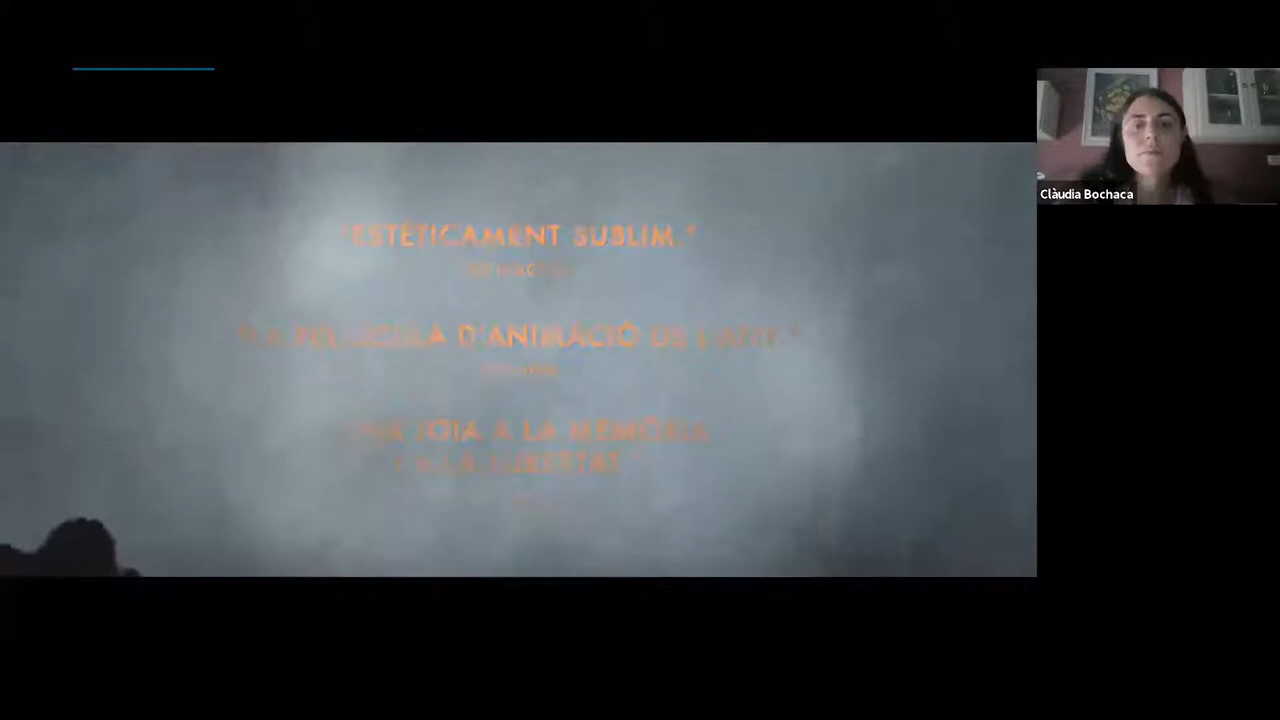 "ESTÈTICAMENT SUBLIM."
"LA PEL·LÍCULA D'ANIMACIÓ DE L'ANY."
UNA JOIA A LA MEMÒRIA
I A LA LLIBERTAT."
Clàudia Bochaca